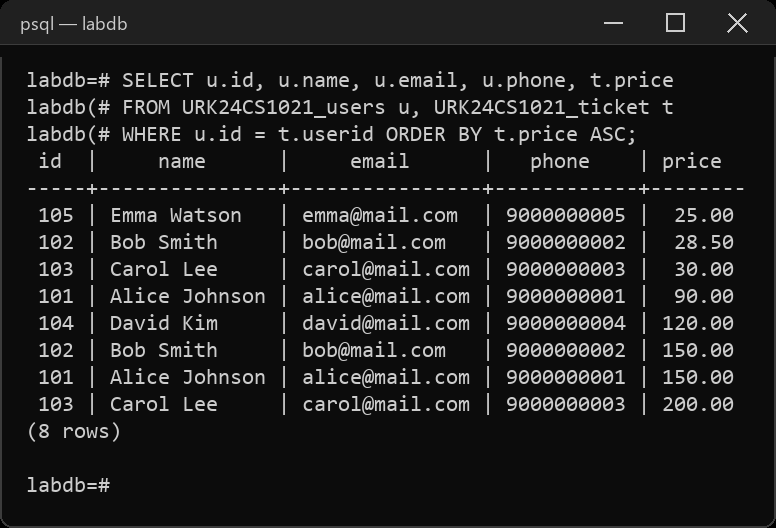 psql — labdb
labdb=# SELECT u.id, u.name, u.email, u.phone, t.price
labdb(# FROM URK24CS1021_users u, URK24CS1021_ticket t
labdb(# WHERE u.id = t.userid ORDER BY t.price ASC;
 id  |     name      |     email      |   phone    | price
-----+---------------+----------------+------------+--------
 105 | Emma Watson   | emma@mail.com  | 9000000005 |  25.00
 102 | Bob Smith     | bob@mail.com   | 9000000002 |  28.50
 103 | Carol Lee     | carol@mail.com | 9000000003 |  30.00
 101 | Alice Johnson | alice@mail.com | 9000000001 |  90.00
 104 | David Kim     | david@mail.com | 9000000004 | 120.00
 102 | Bob Smith     | bob@mail.com   | 9000000002 | 150.00
 101 | Alice Johnson | alice@mail.com | 9000000001 | 150.00
 103 | Carol Lee     | carol@mail.com | 9000000003 | 200.00
(8 rows)
labdb=#